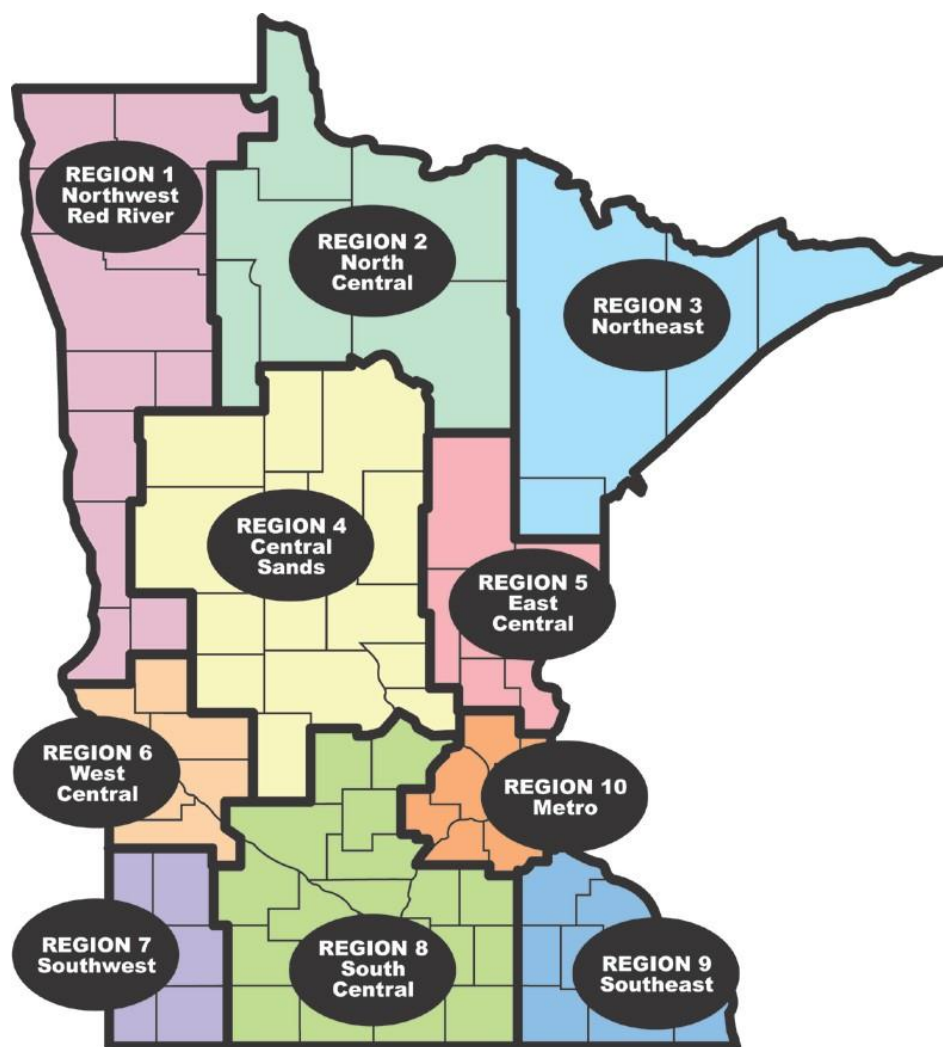 REGION 1
Northwest
Red River
REGION 2
North
Central
REGION 3
Northeast
REGION 4
Central
Sands
REGION 5
East
Central
REGION 6
West
Central
REGION 10
Metro
REGION 7
Southwest
REGION 8
South
Central
REGION 9
Southeast